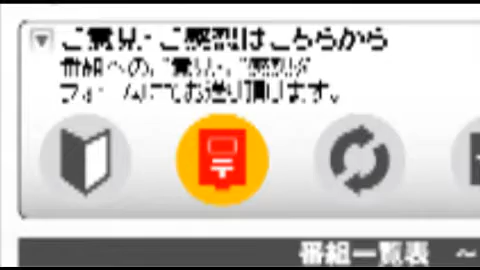 ご意見・ご感想はこちらから
番組へのご意見・ご感想が
フォームにてお送り頂けます。
番組一覧表 ～